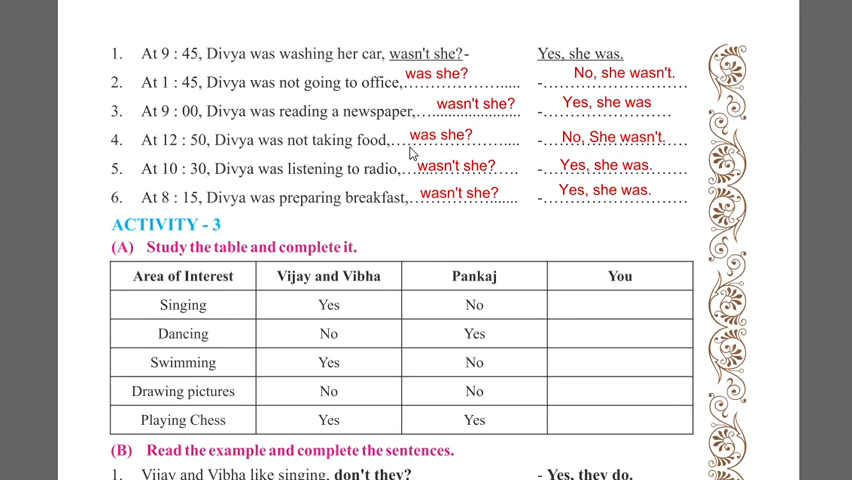 1. At 9 : 45, Divya was washing her car, wasn't she?- Yes, she was.
2. At 1 : 45, Divya was not going to office,was she?..... -No, she wasn't.
3. At 9 : 00, Divya was reading a newspaper,...wasn't she? -Yes, she was
4. At 12 : 50, Divya was not taking food,...was she?.... -No, She wasn't.
5. At 10 : 30, Divya was listening to radio,...wasn't she?... -Yes, she was.
6. At 8 : 15, Divya was preparing breakfast,...wasn't she?.... -Yes, she was.
ACTIVITY - 3
(A) Study the table and complete it.
Area of Interest Vijay and Vibha Pankaj You
Singing Yes No
Dancing No Yes
Swimming Yes No
Drawing pictures No No
Playing Chess Yes Yes
(B) Read the example and complete the sentences.
1. Vijay and Vibha like singing, don't they? - Yes, they do.